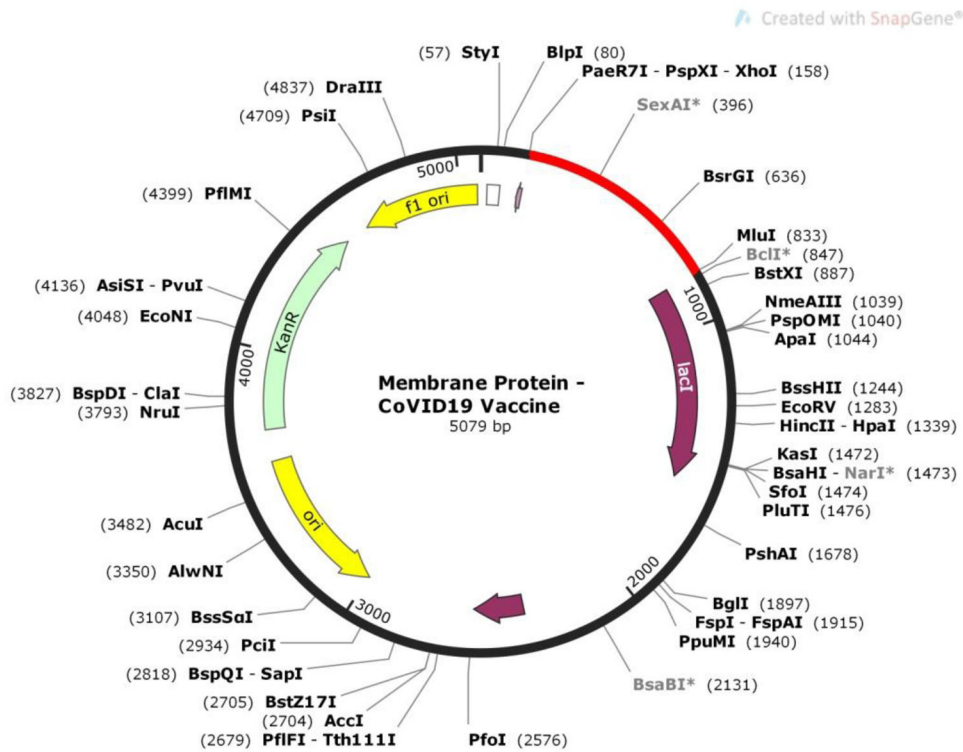 Created with SnapGene®
(57) StyI
BlpI (80)
PaeR7I - PspXI - XhoI (158)
SexAI* (396)
BsrGI (636)
MluI (833)
BclI* (847)
BstXI (887)
NmeAIII (1039)
PspOMI (1040)
ApaI (1044)
BssHII (1244)
EcoRV (1283)
HincII - HpaI (1339)
KasI (1472)
BsaHI - NarI* (1473)
SfoI (1474)
PluTI (1476)
PshAI (1678)
BglI (1897)
FspI - FspAI (1915)
PpuMI (1940)
BsaBI* (2131)
PfoI (2576)
(2679) PflFI - Tth111I
(2704) AccI
(2705) BstZ17I
(2818) BspQI - SapI
(2934) PciI
(3107) BssSαI
(3350) AlwNI
(3482) AcuI
(3793) NruI
(3827) BspDI - ClaI
(4048) EcoNI
(4136) AsiSI - PvuI
(4399) PflMI
(4709) PsiI
(4837) DraIII
5000
1000
2000
3000
4000
f1 ori
KanR
ori
lacI
Membrane Protein -
CoVID19 Vaccine
5079 bp